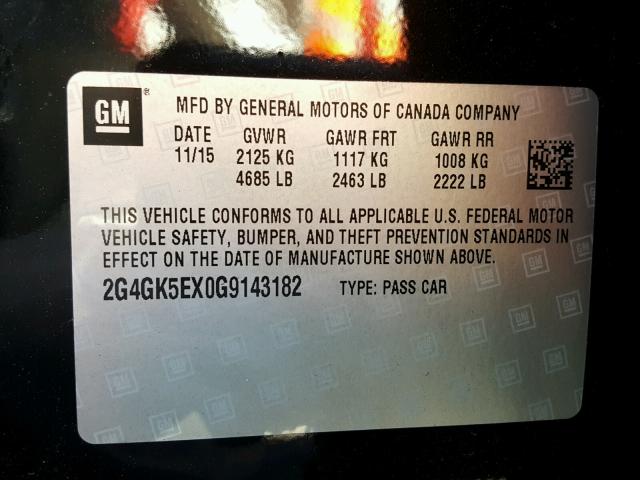 GM ® MFD BY GENERAL MOTORS OF CANADA COMPANY
DATE GVWR GAWR FRT GAWR RR
11/15 2125 KG 1117 KG 1008 KG
4685 LB 2463 LB 2222 LB
THIS VEHICLE CONFORMS TO ALL APPLICABLE U.S. FEDERAL MOTOR
VEHICLE SAFETY, BUMPER, AND THEFT PREVENTION STANDARDS IN
EFFECT ON THE DATE OF MANUFACTURE SHOWN ABOVE.
2G4GK5EX0G9143182 TYPE: PASS CAR